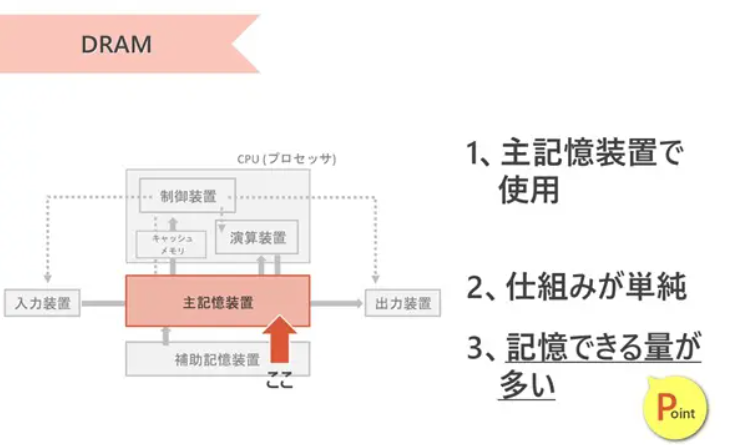 DRAM
CPU (プロセッサ)
制御装置
キャッシュ
メモリ
演算装置
入力装置
主記憶装置
出力装置
補助記憶装置
ここ
1、主記憶装置で
使用
2、仕組みが単純
3、記憶できる量が
多い
Point